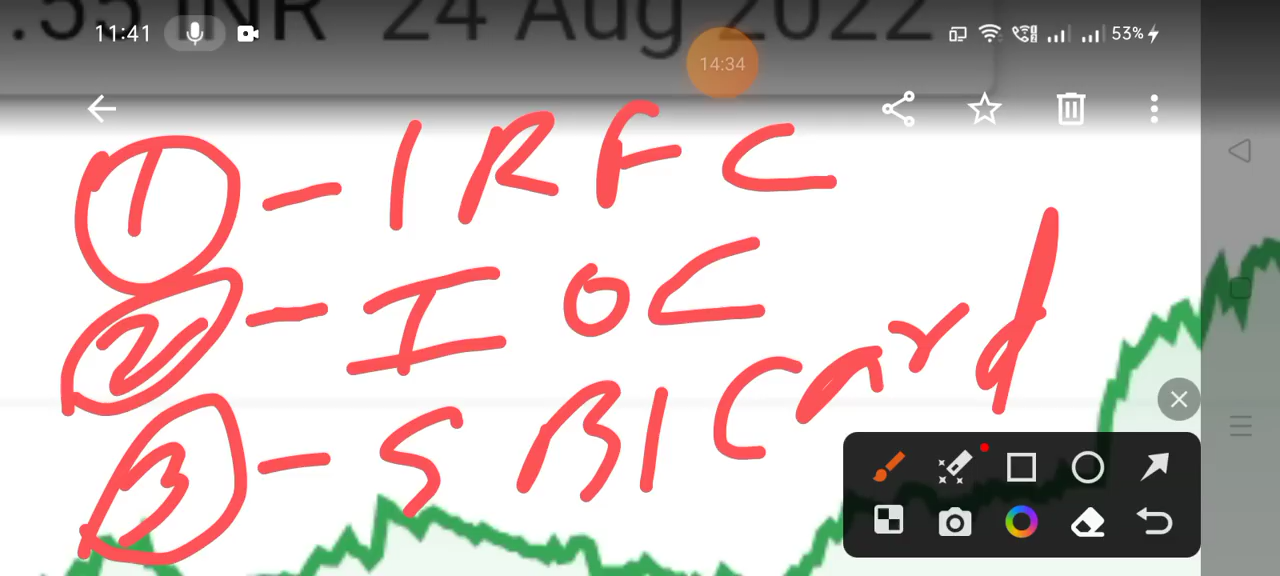 .55 INR 24 Aug 2022
11:41 53%
14:34
1 - IRFC
2 - IOC
3 - SBI Card